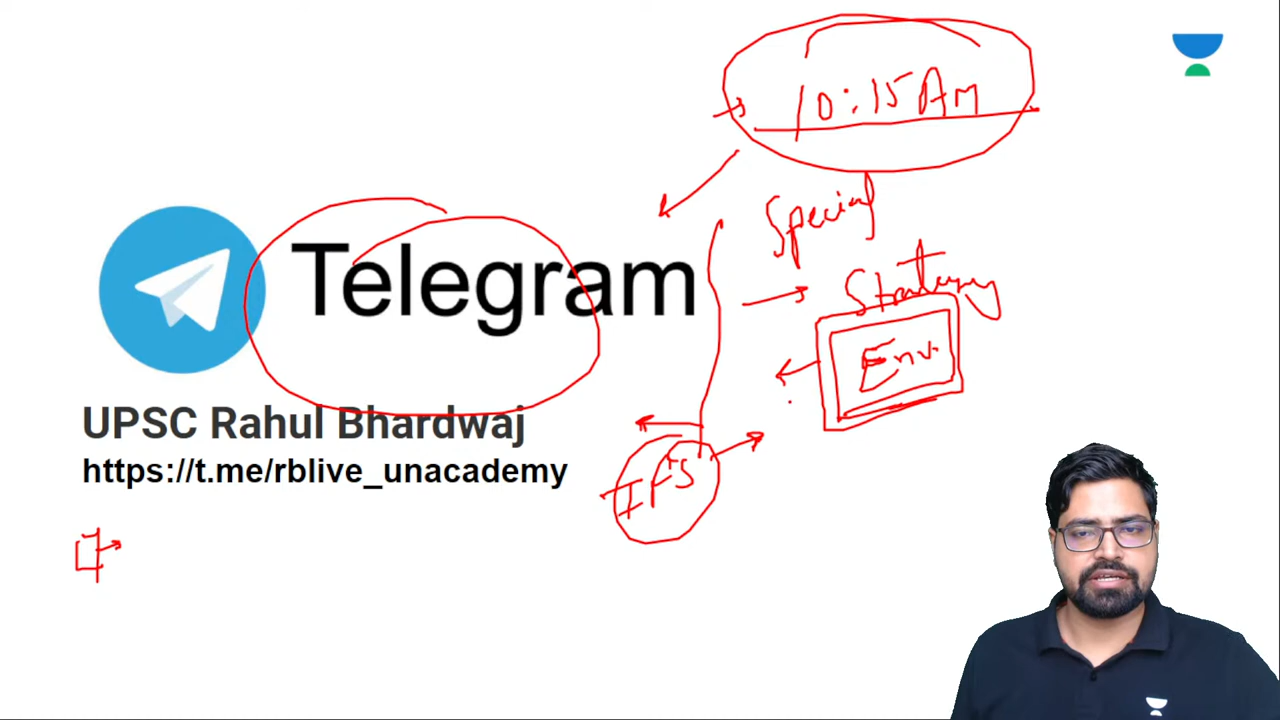 10:15 AM
Special
Strategy
Env.
Telegram
UPSC Rahul Bhardwaj
https://t.me/rblive_unacademy
IFS